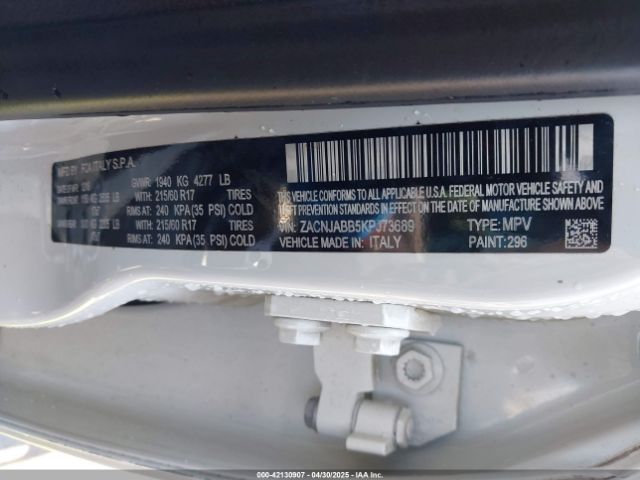 MFD BY FCA ITALY S.P.A.
GVWR: 1940 KG 4277 LB
WITH: 215/60 R17 TIRES
RIMS AT: 240 KPA(35 PSI) COLD
WITH: 215/60 R17 TIRES
RIMS AT: 240 KPA(35 PSI) COLD
THIS VEHICLE CONFORMS TO ALL APPLICABLE U.S.A. FEDERAL MOTOR VEHICLE SAFETY AND
THEFT PREVENTION STANDARDS IN EFFECT ON THE DATE OF MANUFACTURE SHOWN ABOVE.
VIN: ZACNJABB5KPJ73689 TYPE: MPV
VEHICLE MADE IN: ITALY PAINT: 296
000-42130907 - 04/30/2025 - IAAI.COM